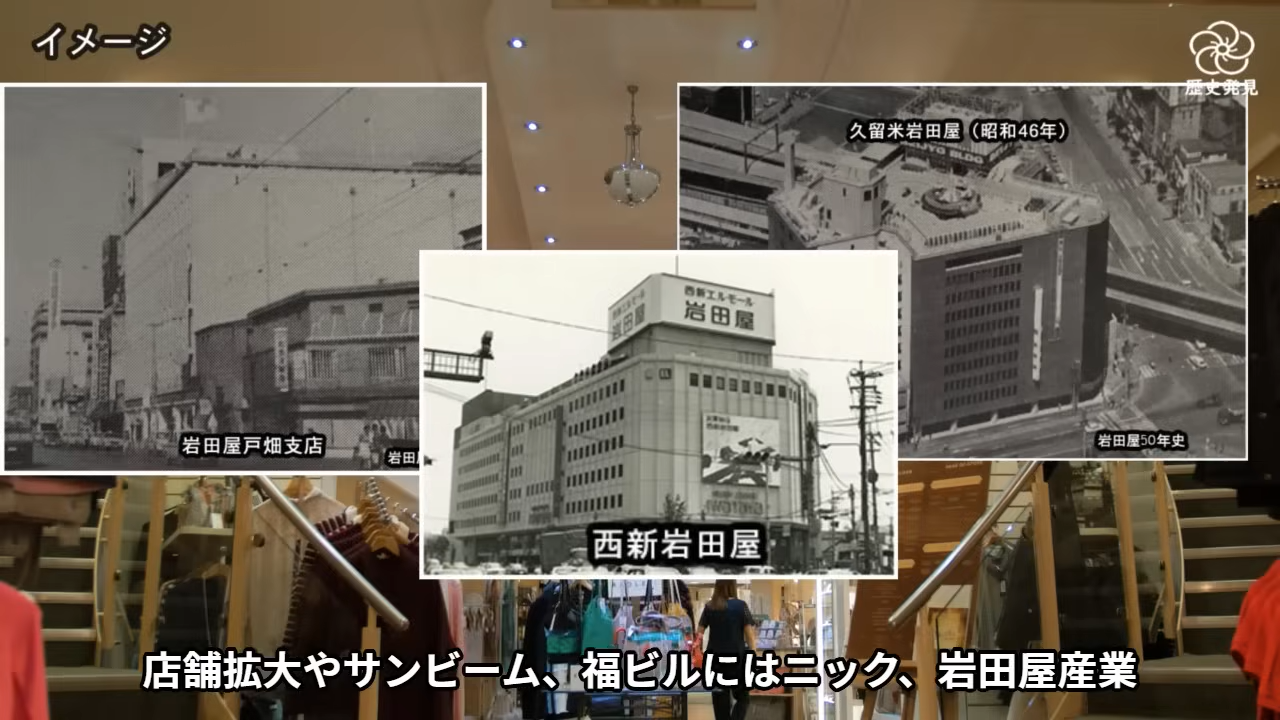 イメージ
歴史発見
久留米岩田屋（昭和46年）
西新エルモール
岩田屋
岩田屋戸畑支店
岩田
岩田屋50年史
西新岩田屋
店舗拡大やサンビーム、福ビルにはニック、岩田屋産業